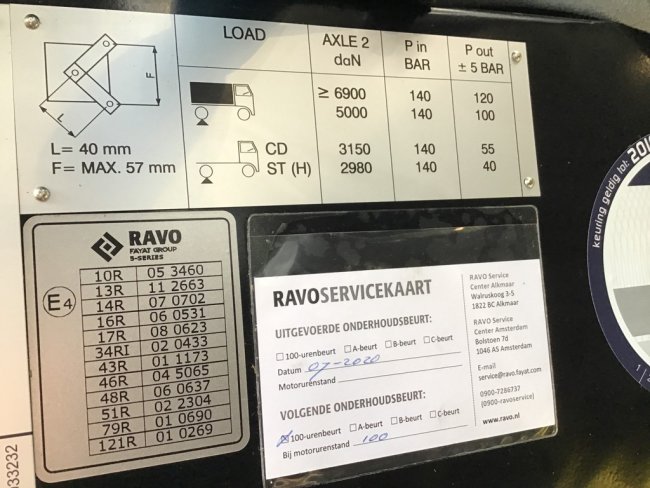 LOAD AXLE 2 daN P in BAR P out ± 5 BAR
≥ 6900 140 120
5000 140 100
CD 3150 140 55
ST (H) 2980 140 40
F
L
L= 40 mm
F= MAX. 57 mm
RAVO
FAYAT GROUP
5-SERIES
E4
10R 05 3460
13R 11 2663
14R 07 0702
16R 06 0531
17R 08 0623
34RI 02 0433
43R 01 1173
46R 04 5065
48R 06 0637
51R 02 2304
79R 01 0690
121R 01 0269
33232
RAVOSERVICEKAART
UITGEVOERDE ONDERHOUDSBEURT:
100-urenbeurt A-beurt B-beurt C-beurt
Datum 07-2020
Motorurenstand
VOLGENDE ONDERHOUDSBEURT:
100-urenbeurt A-beurt B-beurt C-beurt
Bij motorurenstand 100
RAVO Service
Center Alkmaar
Walruskoog 3-5
1822 BC Alkmaar
RAVO Service
Center Amsterdam
Bolstoen 7d
1046 AS Amsterdam
E-mail
service@ravo.fayat.com
0900-7286737
(0900-ravoservice)
www.ravo.nl
keuring geldig tot: